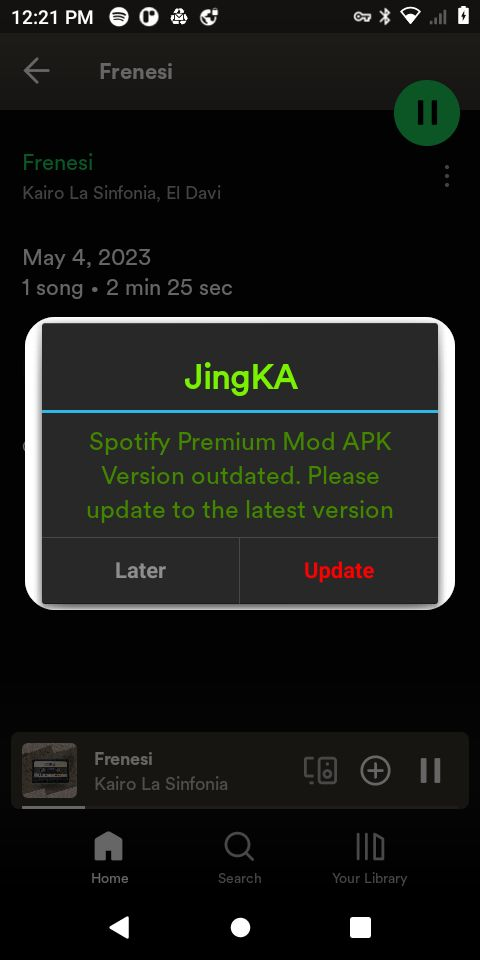 12:21 PM
Frenesi
Frenesi
Kairo La Sinfonia, El Davi
May 4, 2023
1 song • 2 min 25 sec
JingKA
Spotify Premium Mod APK
Version outdated. Please
update to the latest version
Later
Update
Frenesi
Kairo La Sinfonia
Home
Search
Your Library